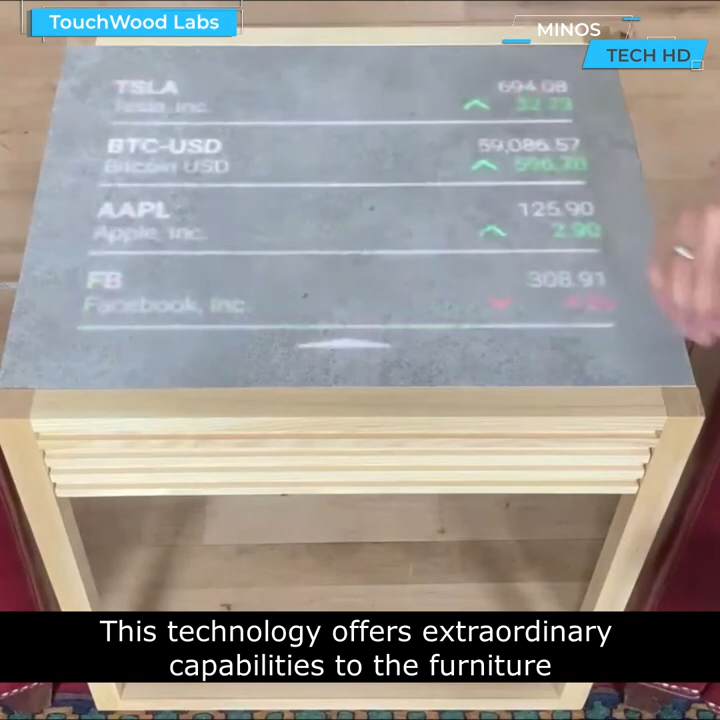 TouchWood Labs
MINOS
TECH HD
TSLA 694.08
Tesla, Inc. 32.73
BTC-USD 59,086.57
Bitcoin USD 596.70
AAPL 125.90
Apple, Inc. 2.90
FB 308.91
Facebook, Inc.
This technology offers extraordinary
capabilities to the furniture